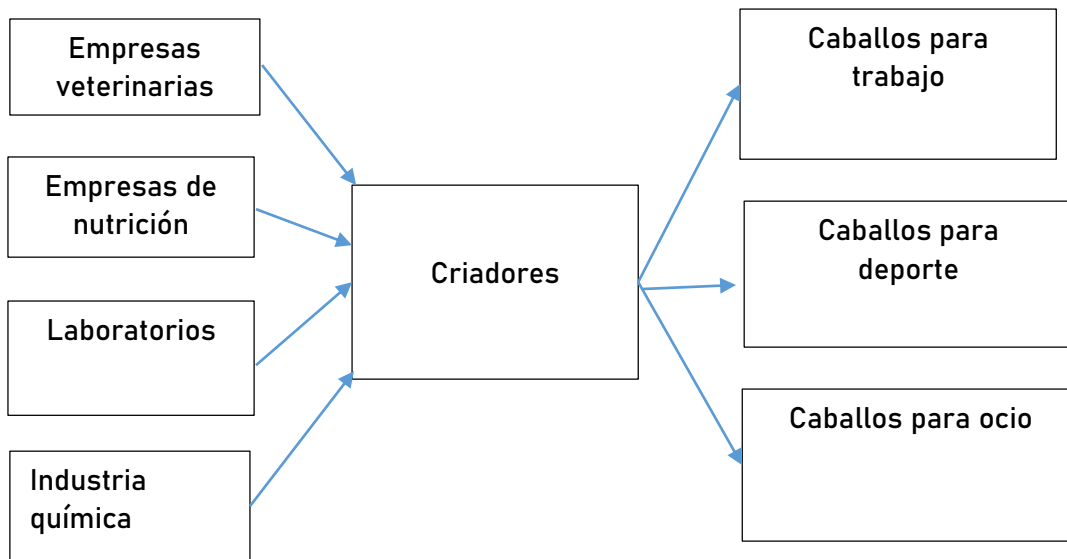 Empresas
veterinarias
Empresas de
nutrición
Laboratorios
Industria
química
Criadores
Caballos para
trabajo
Caballos para
deporte
Caballos para ocio